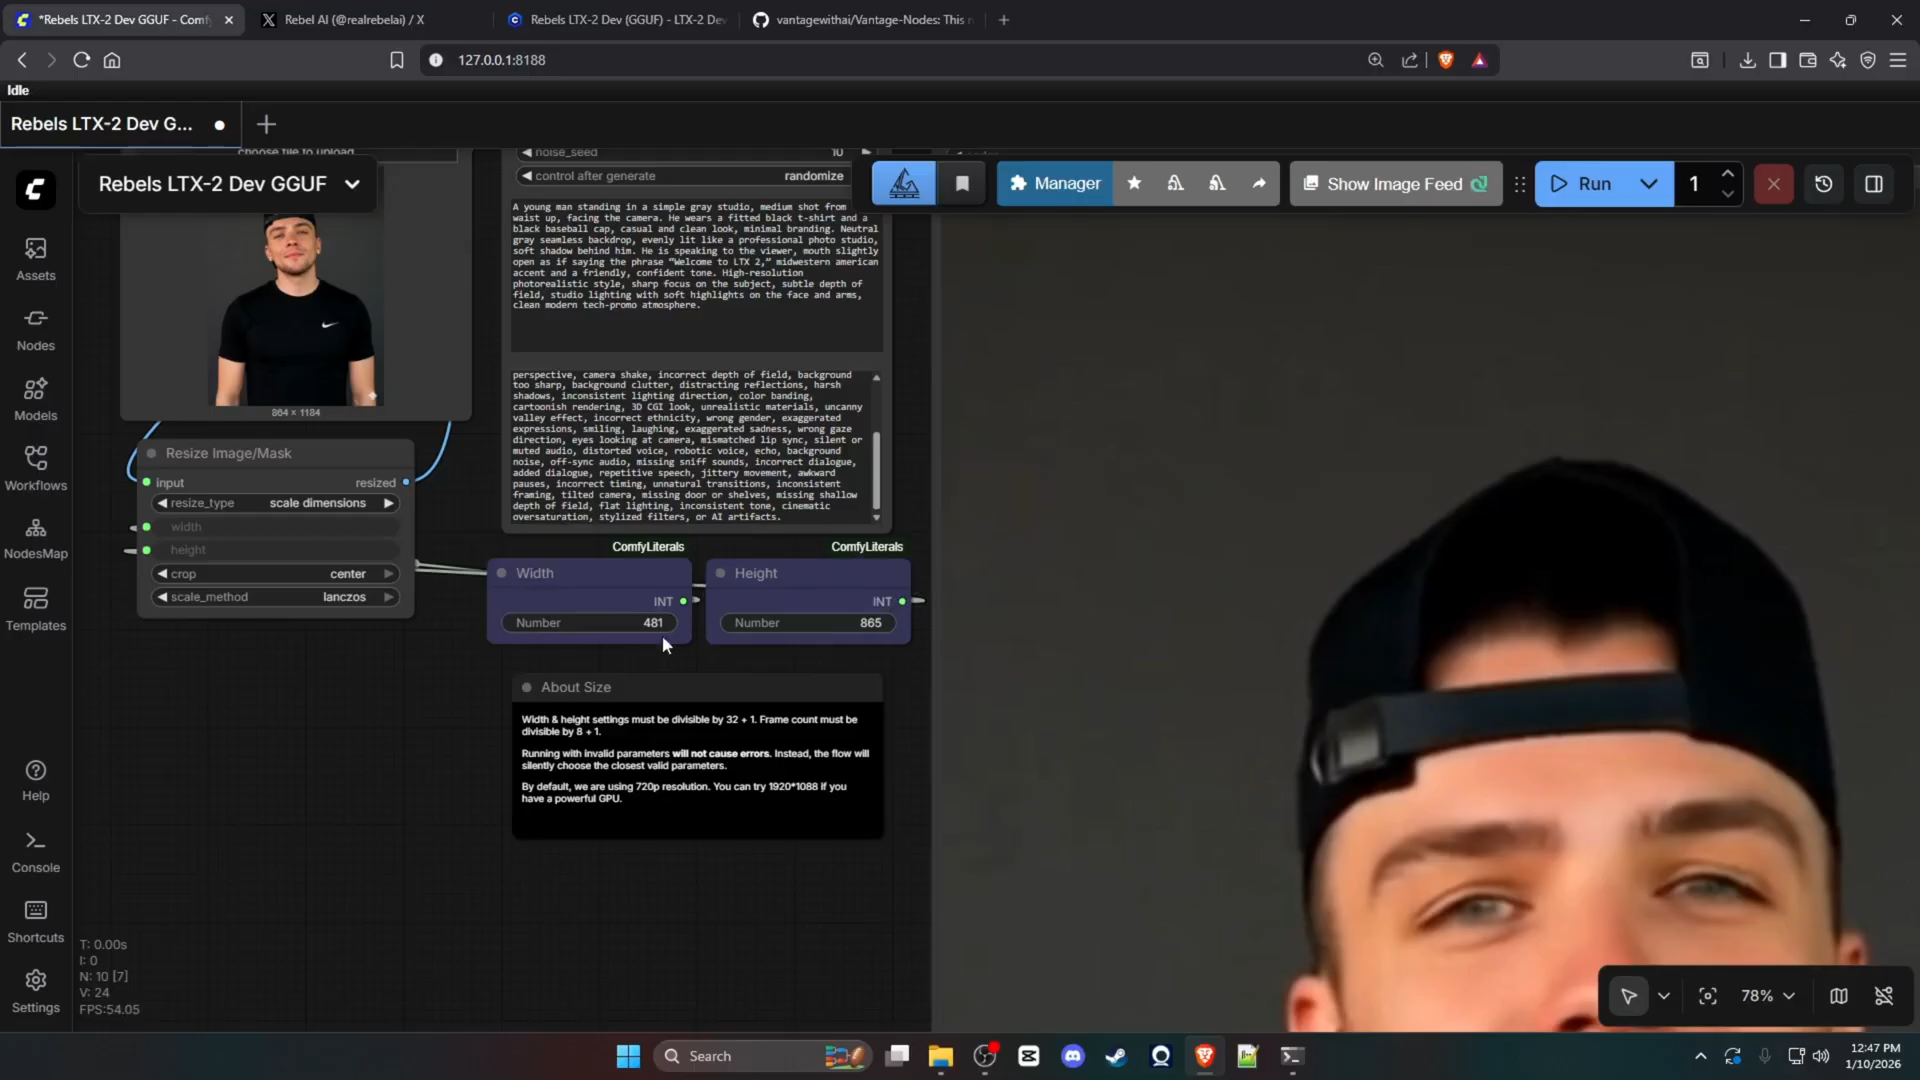 *Rebels LTX-2 Dev GGUF - Comfy
Rebel AI (@realrebelai) / X
Rebels LTX-2 Dev (GGUF) - LTX-2 Dev
vantagewithai/Vantage-Nodes: This
127.0.0.1:8188
Idle
Rebels LTX-2 Dev G...
choose file to upload
Rebels LTX-2 Dev GGUF
noise_seed 10
control after generate randomize
Manager
Show Image Feed
Run
1
Assets
Nodes
Models
Workflows
NodesMap
Templates
Help
Console
Shortcuts
Settings
A young man standing in a simple gray studio, medium shot from
waist up, facing the camera. He wears a fitted black t-shirt and a
black baseball cap, casual and clean look, minimal branding. Neutral
gray seamless backdrop, evenly lit like a professional photo studio,
soft shadow behind him. He is speaking to the viewer, mouth slightly
open as if saying the phrase “Welcome to LTX 2,” midwestern american
accent and a friendly, confident tone. High-resolution
photorealistic style, sharp focus on the subject, subtle depth of
field, studio lighting with soft highlights on the face and arms,
clean modern tech-promo atmosphere.
864 × 1184
perspective, camera shake, incorrect depth of field, background
too sharp, background clutter, distracting reflections, harsh
shadows, inconsistent lighting direction, color banding,
cartoonish rendering, 3D CGI look, unrealistic materials, uncanny
valley effect, incorrect ethnicity, wrong gender, exaggerated
expressions, smiling, laughing, exaggerated sadness, wrong gaze
direction, eyes looking at camera, mismatched lip sync, silent or
muted audio, distorted voice, robotic voice, echo, background
noise, off-sync audio, missing sniff sounds, incorrect dialogue,
added dialogue, repetitive speech, jittery movement, awkward
pauses, incorrect timing, unnatural transitions, inconsistent
framing, tilted camera, missing door or shelves, missing shallow
depth of field, flat lighting, inconsistent tone, cinematic
oversaturation, stylized filters, or AI artifacts.
Resize Image/Mask
input resized
resize_type scale dimensions
width
height
crop center
scale_method lanczos
ComfyLiterals
Width
INT
Number 481
ComfyLiterals
Height
INT
Number 865
About Size
Width & height settings must be divisible by 32 + 1. Frame count must be
divisible by 8 + 1.
Running with invalid parameters will not cause errors. Instead, the flow will
silently choose the closest valid parameters.
By default, we are using 720p resolution. You can try 1920*1088 if you
have a powerful GPU.
T: 0.00s
I: 0
N: 10 [7]
V: 24
FPS:54.05
78%
Search
12:47 PM
1/10/2026